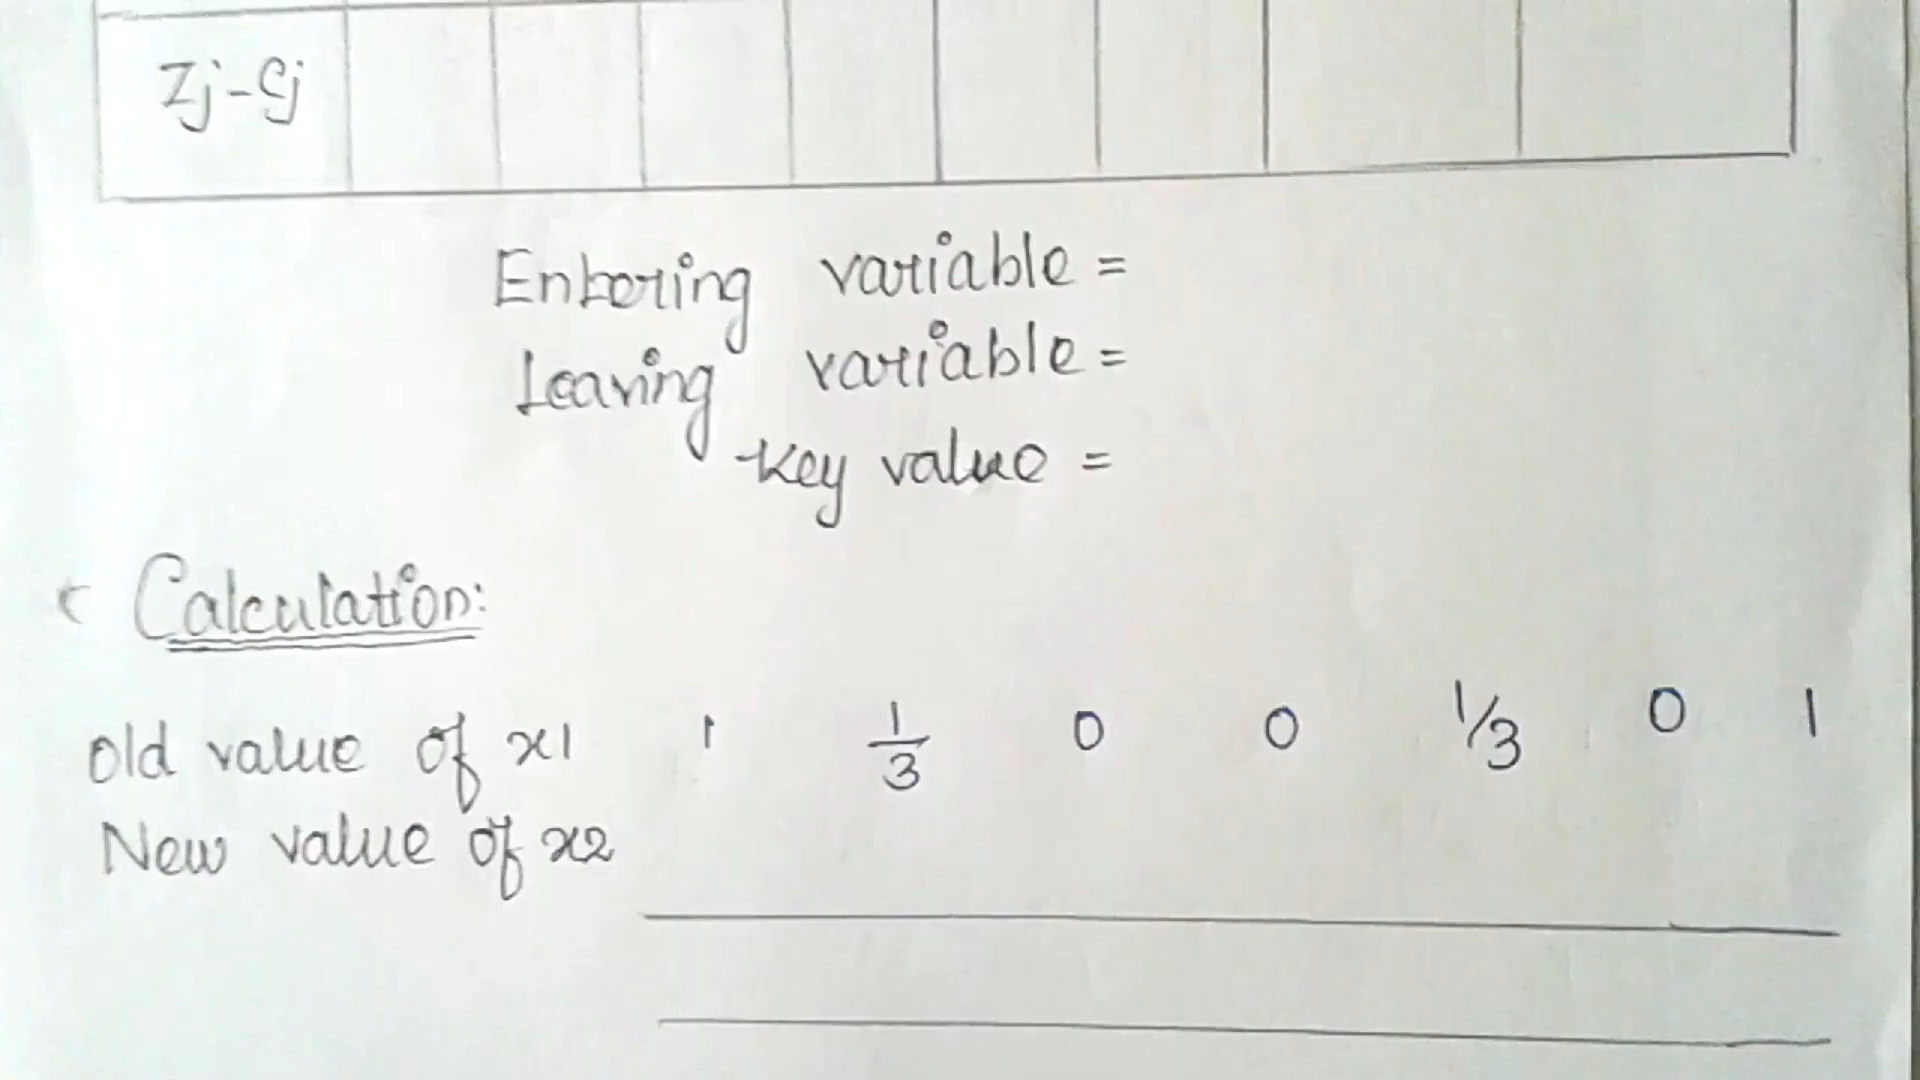 Zj-Cj
Entering variable =
Leaving variable =
Key value =
Calculation:
Old value of x1 1 1/3 0 0 1/3 0 1
New value of x2